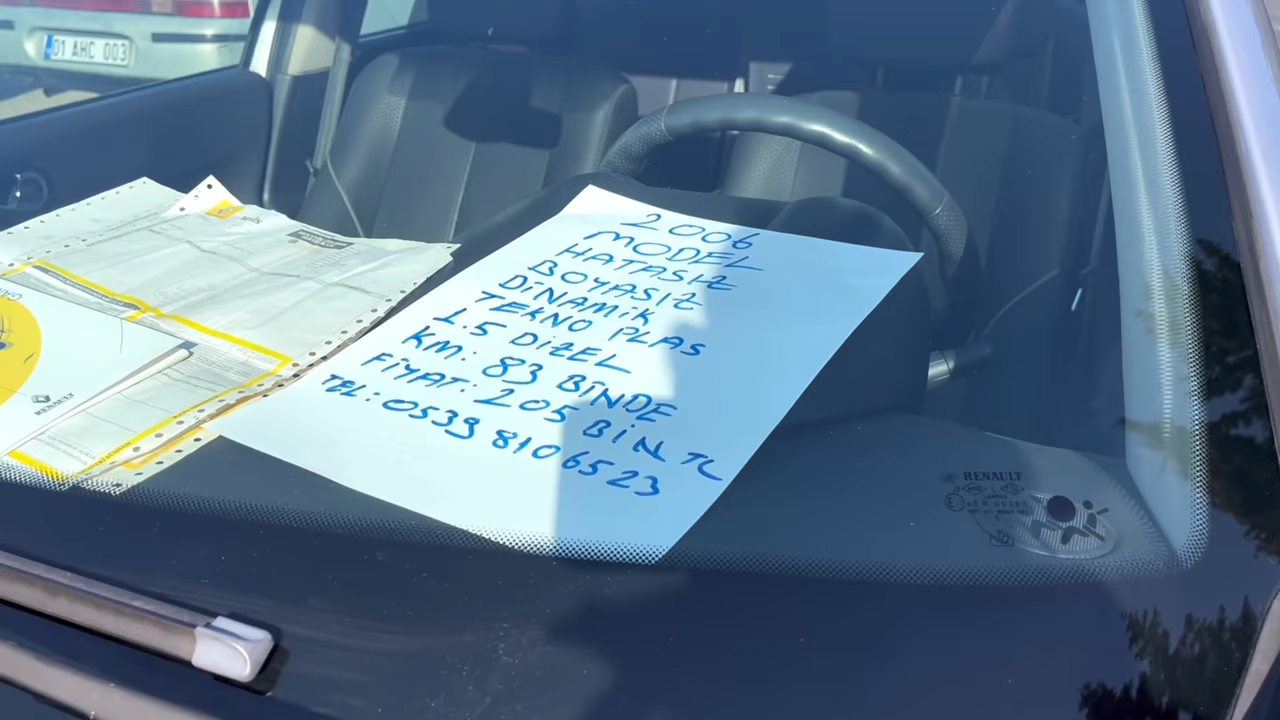 01 AHC 003
2006
MODEL
HATASIZ
BOYASIZ
DİNAMİK
TEKNO PLAS
1.5 DİZEL
KM: 83 BİNDE
FİYAT: 205 BİN TL
TEL: 0539 8106523
RENAULT
RENAULT